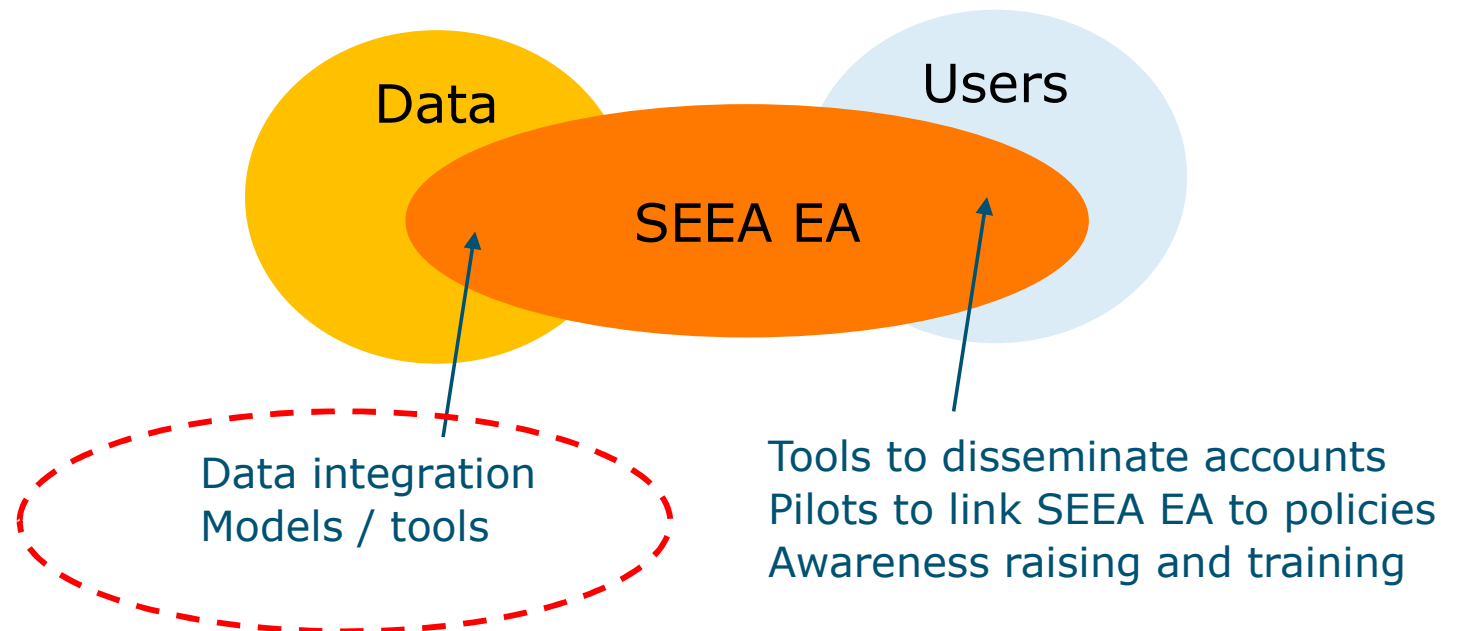 Data
Users
SEEA EA
Data integration
Models / tools
Tools to disseminate accounts
Pilots to link SEEA EA to policies
Awareness raising and training